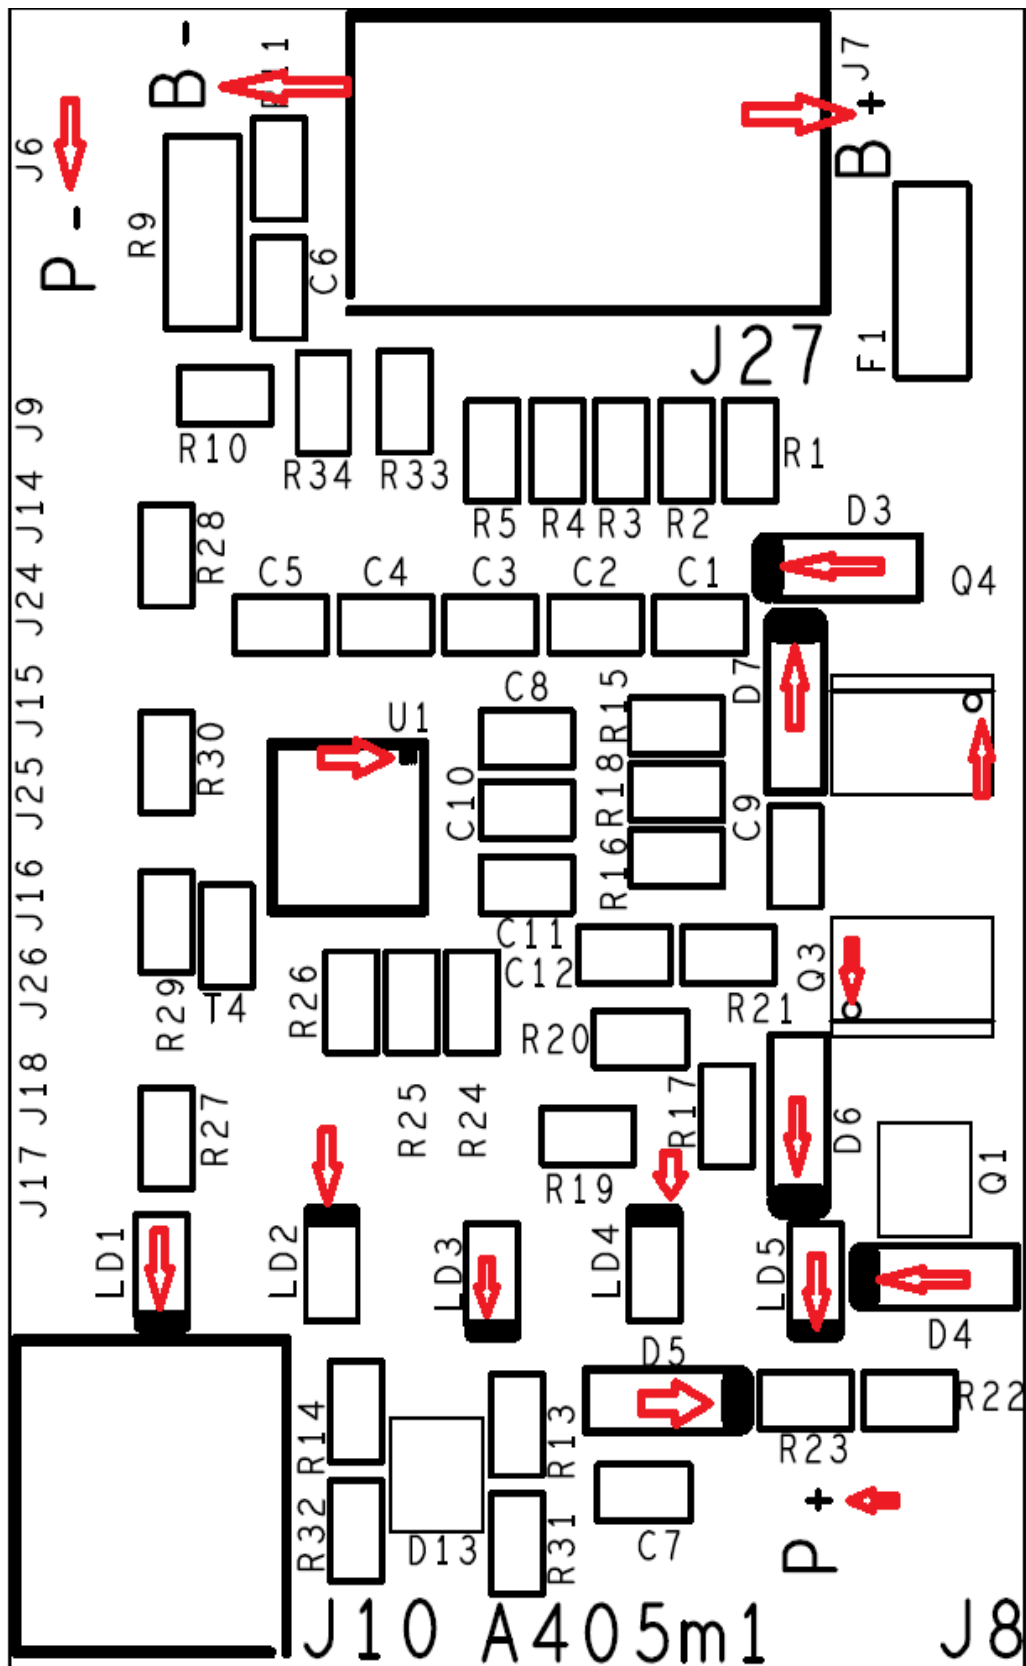 B -
R11
J7
B +
J6
P -
R9
C6
J27
F1
J9
R10
R34
R33
R5
R4
R3
R2
R1
J14
R28
D3
J24
C5
C4
C3
C2
C1
Q4
J15
R30
U1
C8
R15
D7
J25
C10
R18
C9
J16
R16
C11
J26
R29
T4
R26
C12
R21
Q3
R20
J18
R27
R25
R24
R17
D6
J17
R19
Q1
LD1
LD2
LD3
LD4
LD5
D4
D5
R14
R13
R23
R22
R32
D13
R31
C7
P +
J10
A405m1
J8